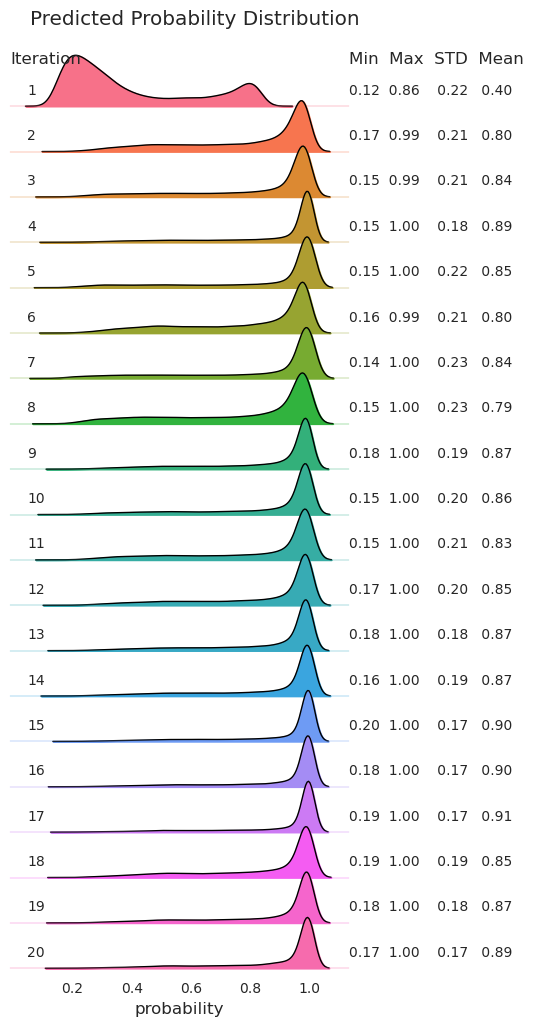 Predicted Probability Distribution
Iteration Min Max STD Mean
1 0.12 0.86 0.22 0.40
2 0.17 0.99 0.21 0.80
3 0.15 0.99 0.21 0.84
4 0.15 1.00 0.18 0.89
5 0.15 1.00 0.22 0.85
6 0.16 0.99 0.21 0.80
7 0.14 1.00 0.23 0.84
8 0.15 1.00 0.23 0.79
9 0.18 1.00 0.19 0.87
10 0.15 1.00 0.20 0.86
11 0.15 1.00 0.21 0.83
12 0.17 1.00 0.20 0.85
13 0.18 1.00 0.18 0.87
14 0.16 1.00 0.19 0.87
15 0.20 1.00 0.17 0.90
16 0.18 1.00 0.17 0.90
17 0.19 1.00 0.17 0.91
18 0.19 1.00 0.19 0.85
19 0.18 1.00 0.18 0.87
20 0.17 1.00 0.17 0.89
0.2 0.4 0.6 0.8 1.0
probability